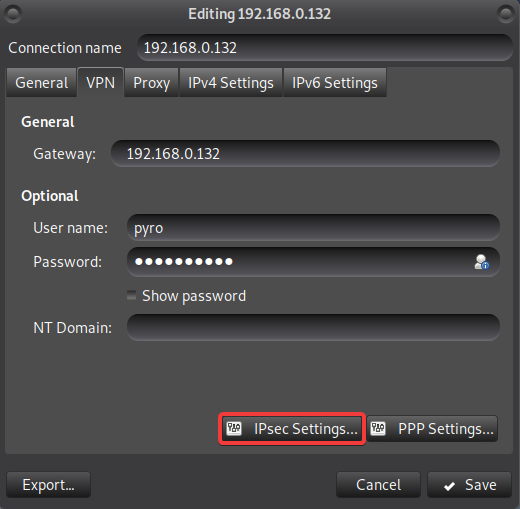 Editing 192.168.0.132
Connection name 192.168.0.132
General VPN Proxy IPv4 Settings IPv6 Settings
General
Gateway: 192.168.0.132
Optional
User name: pyro
Password: ●●●●●●●●●●
Show password
NT Domain:
IPsec Settings... PPP Settings...
Export... Cancel Save